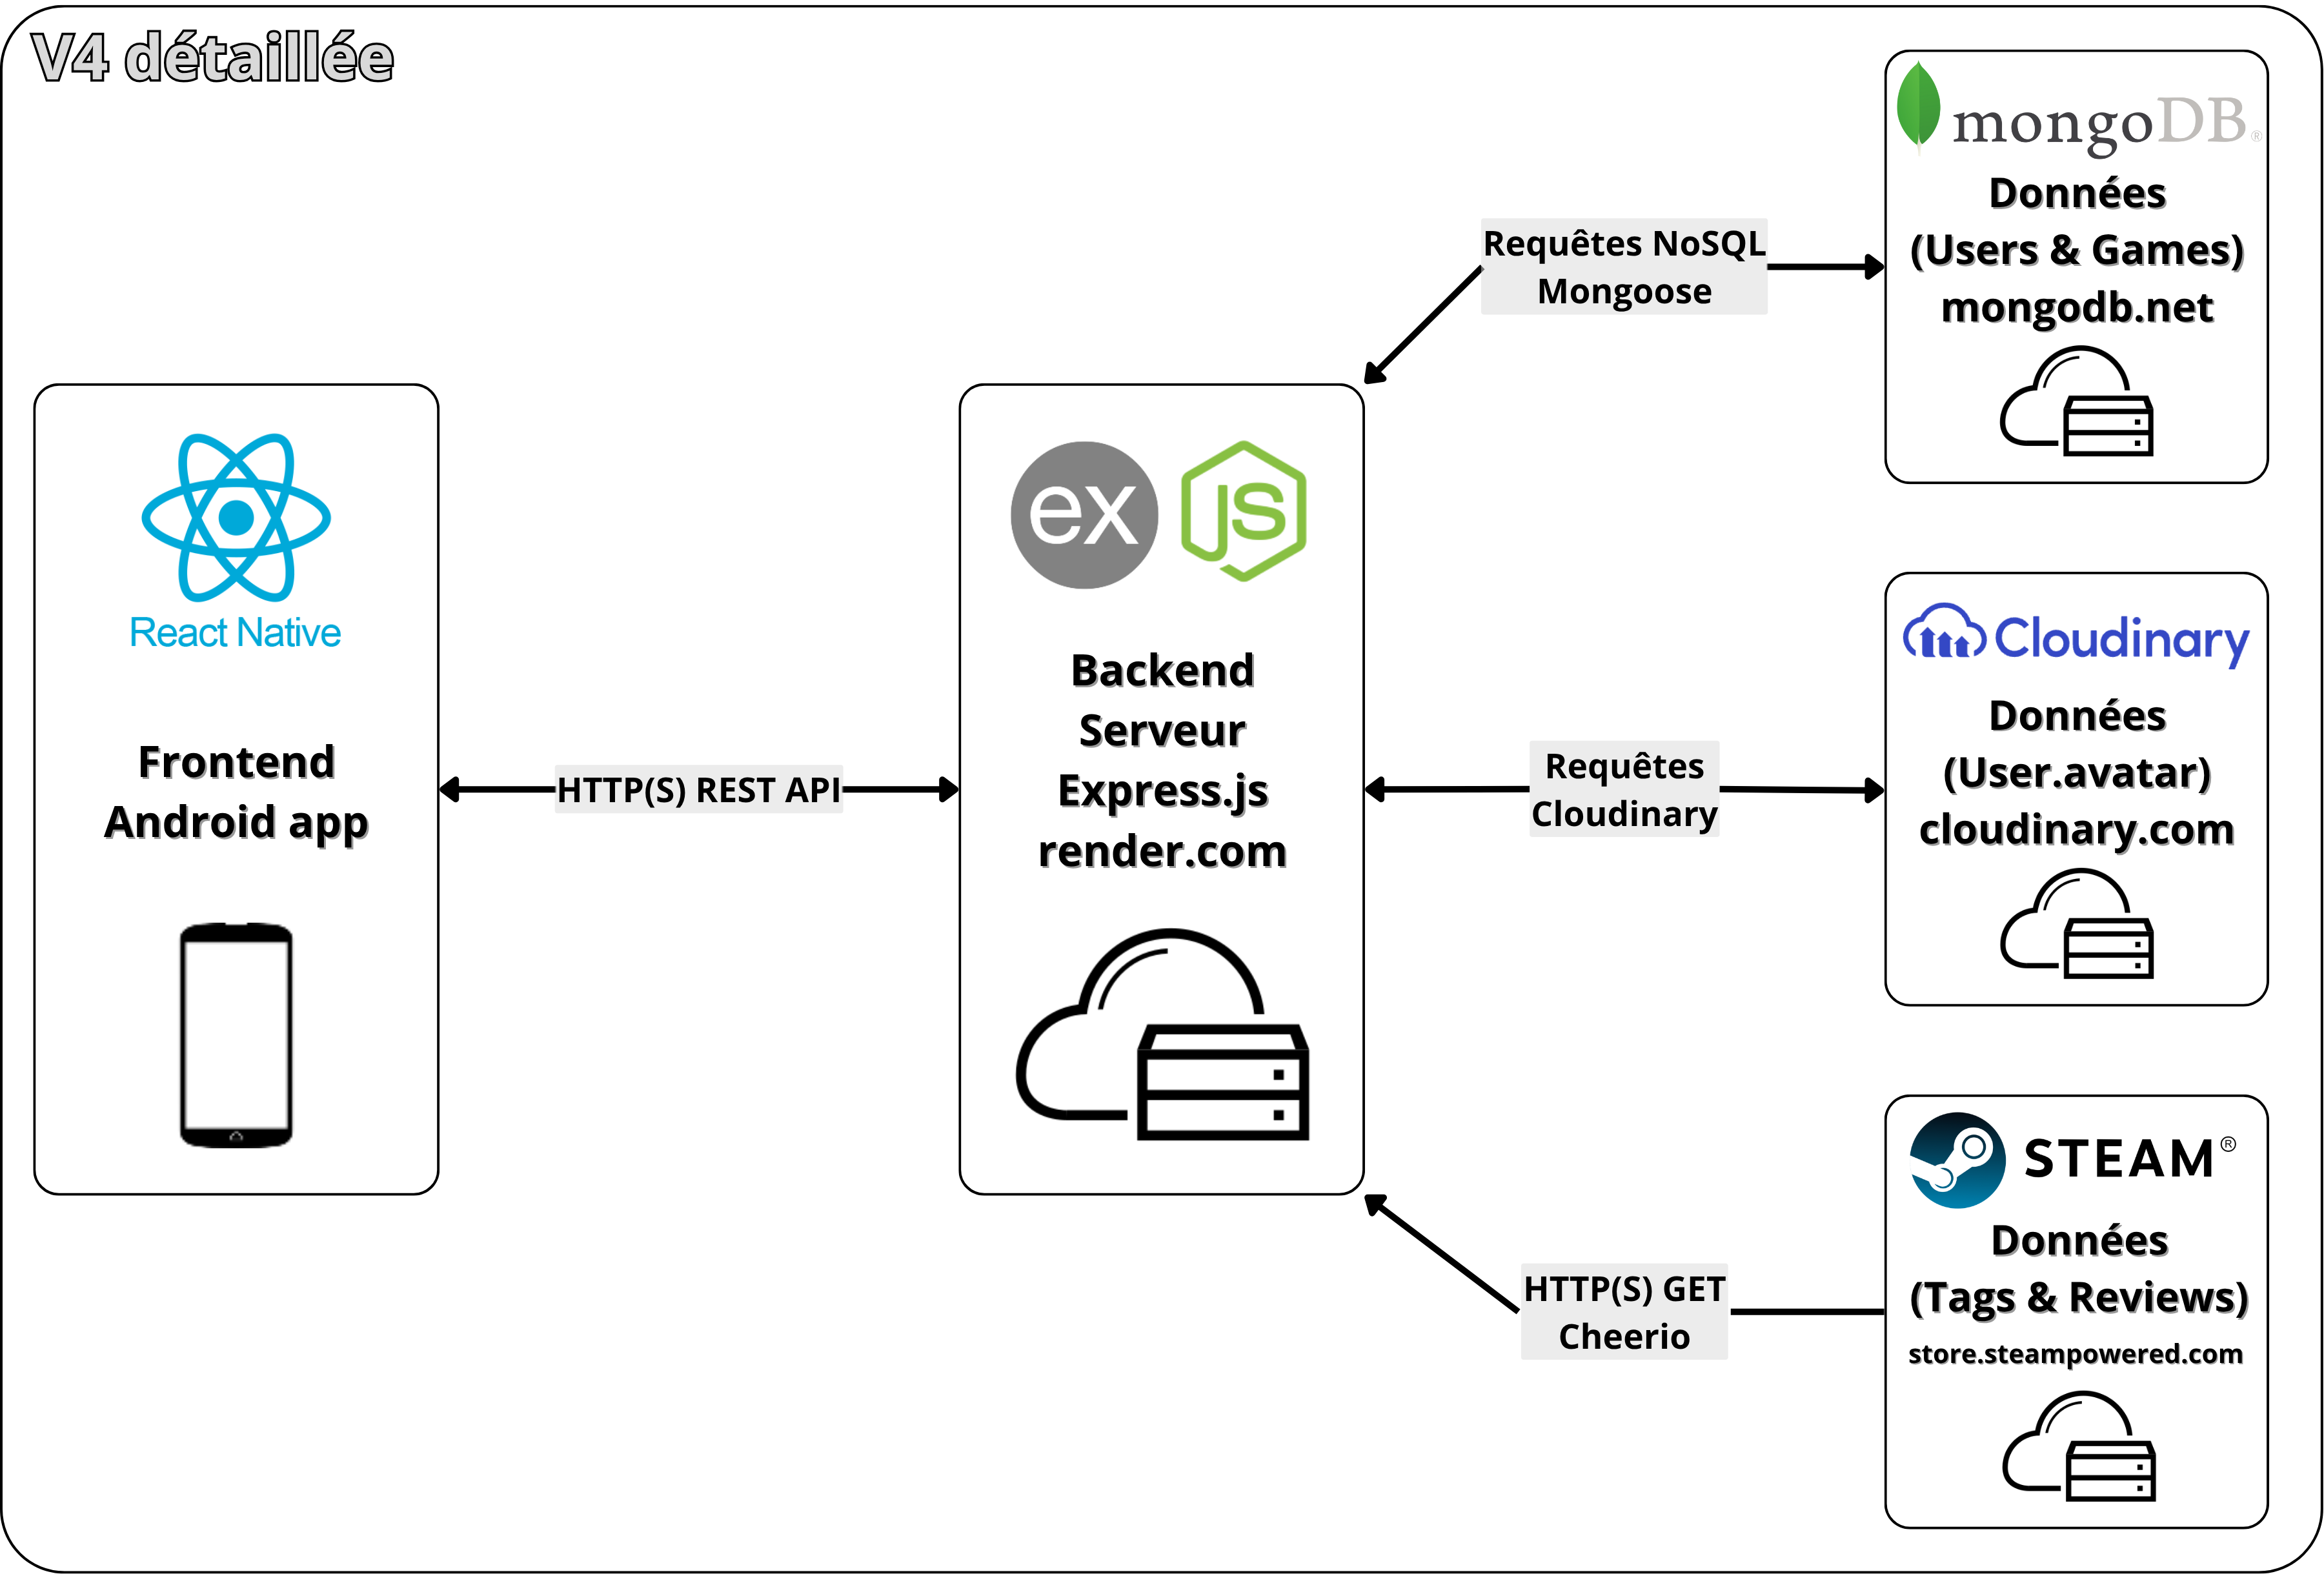 V4 détaillée
React Native
Frontend
Android app
HTTP(S) REST API
ex
JS
Backend
Serveur
Express.js
render.com
Requêtes NoSQL
Mongoose
mongoDB®
Données
(Users & Games)
mongodb.net
Requêtes
Cloudinary
Cloudinary
Données
(User.avatar)
cloudinary.com
HTTP(S) GET
Cheerio
STEAM®
Données
(Tags & Reviews)
store.steampowered.com